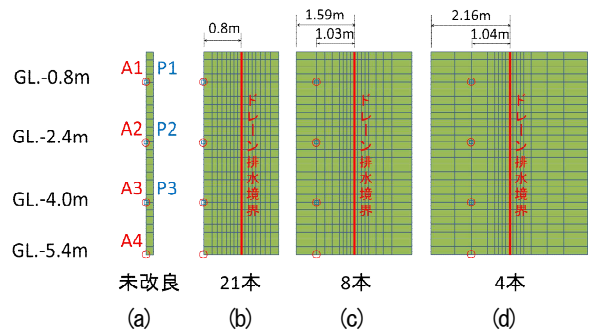 2.16m
1.59m
0.8m
1.03m
1.04m
GL.-0.8m
A1 P1
GL.-2.4m
A2 P2
GL.-4.0m
A3 P3
GL.-5.4m
A4
ドレーン排水境界
ドレーン排水境界
ドレーン排水境界
未改良 21本 8本 4本
(a) (b) (c) (d)